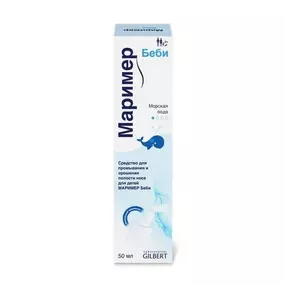 Маример
Беби
Морская
вода
Средство для
промывания и
орошения
полости носа
для детей
МАРИМЕР Беби
50 мл
GILBERT